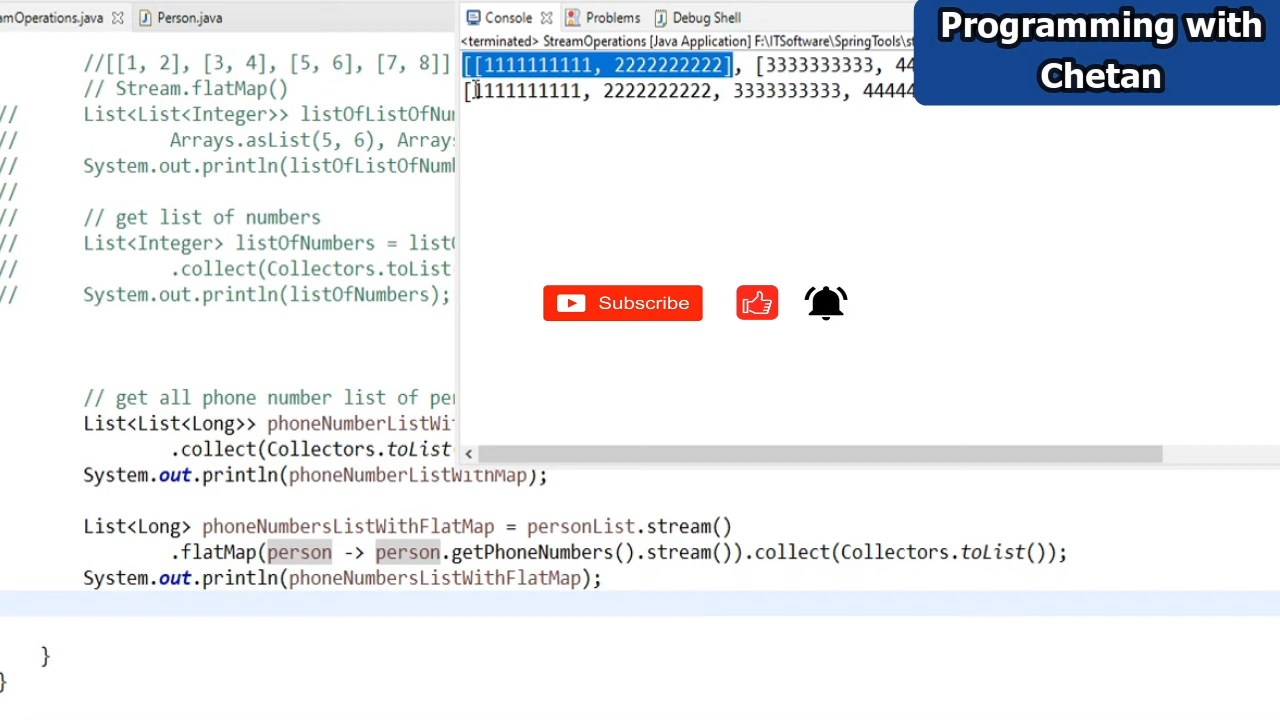 amOperations.java
Person.java
Console
Problems
Debug Shell
Programming with
Chetan
<terminated> StreamOperations [Java Application] F:\ITSoftware\SpringTools\st
[[1111111111, 2222222222], [3333333333, 44
[1111111111, 2222222222, 3333333333, 44444
//[[1, 2], [3, 4], [5, 6], [7, 8]]
// Stream.flatMap()
// List<List<Integer>> listOfListOfNum
// Arrays.asList(5, 6), Arrays
// System.out.println(listOfListOfNumb
//
// // get list of numbers
// List<Integer> listOfNumbers = listO
// .collect(Collectors.toList(
// System.out.println(listOfNumbers);
Subscribe
// get all phone number list of per
List<List<Long>> phoneNumberListWit
.collect(Collectors.toList(
System.out.println(phoneNumberListWithMap);
List<Long> phoneNumbersListWithFlatMap = personList.stream()
.flatMap(person -> person.getPhoneNumbers().stream()).collect(Collectors.toList());
System.out.println(phoneNumbersListWithFlatMap);
}
}